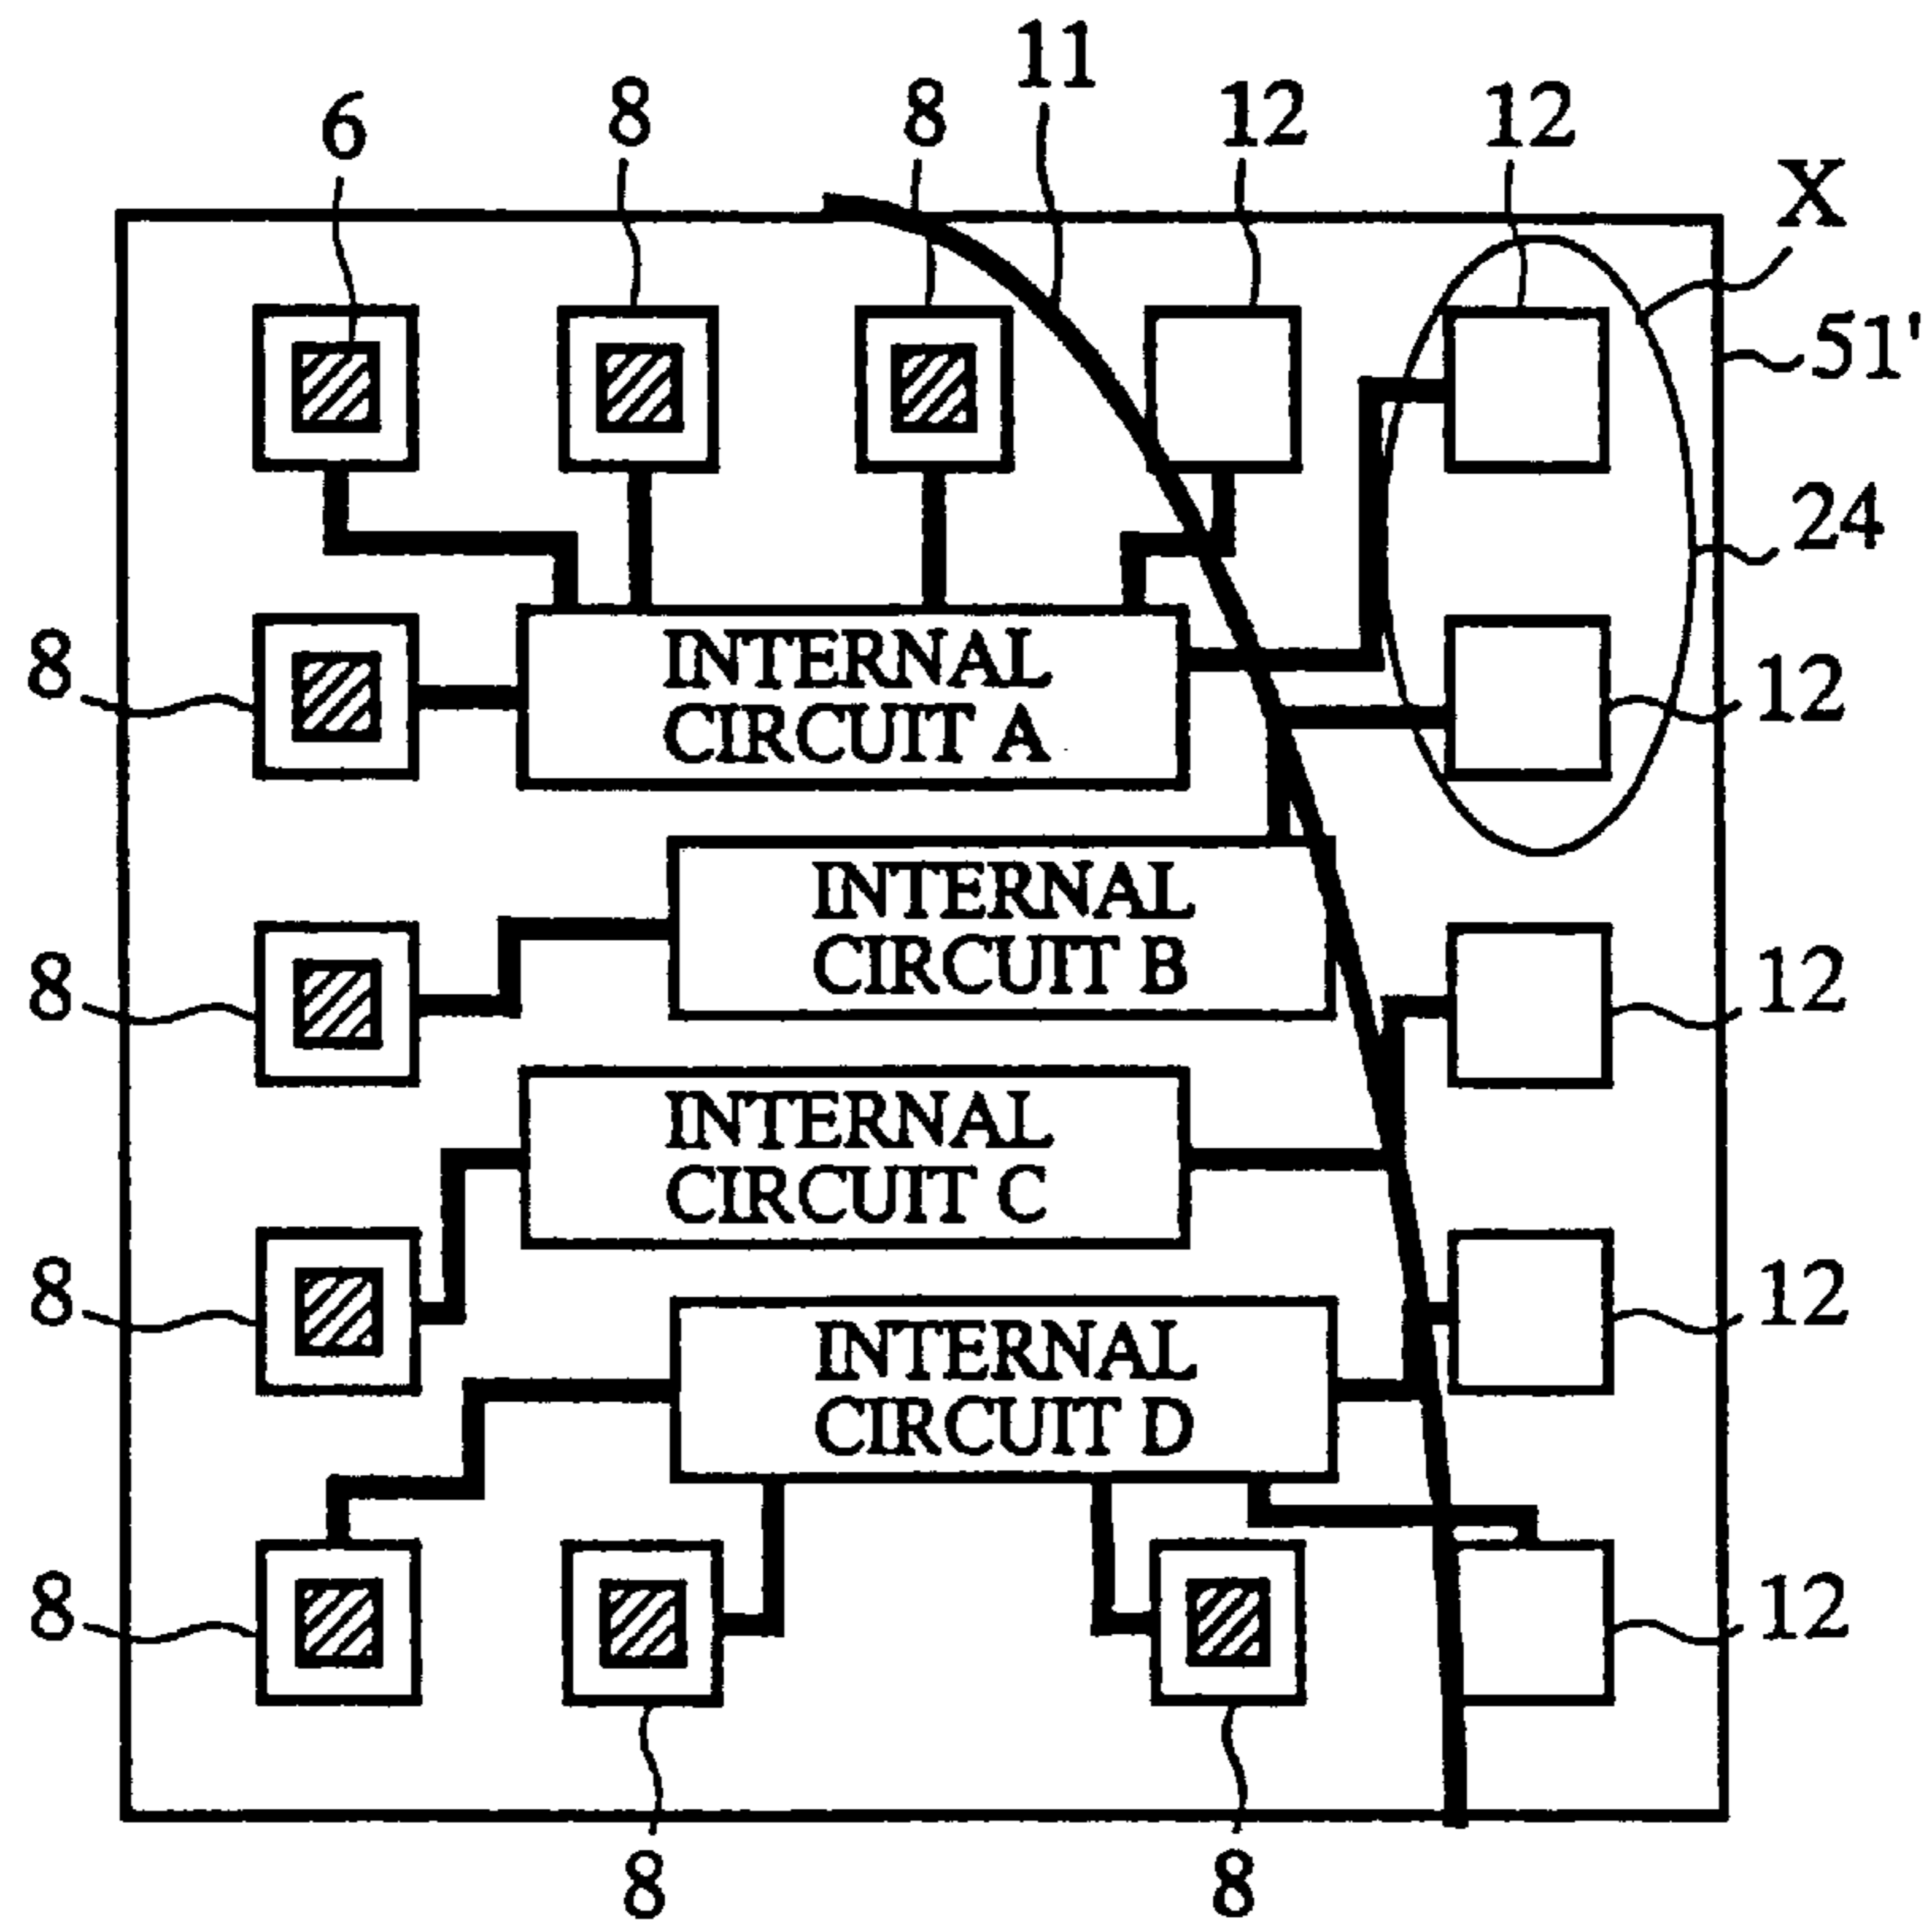 11
6
8
8
12
12
X
51'
24
INTERNAL
CIRCUIT A
8
12
INTERNAL
CIRCUIT B
8
12
INTERNAL
CIRCUIT C
8
12
INTERNAL
CIRCUIT D
8
12
8
8